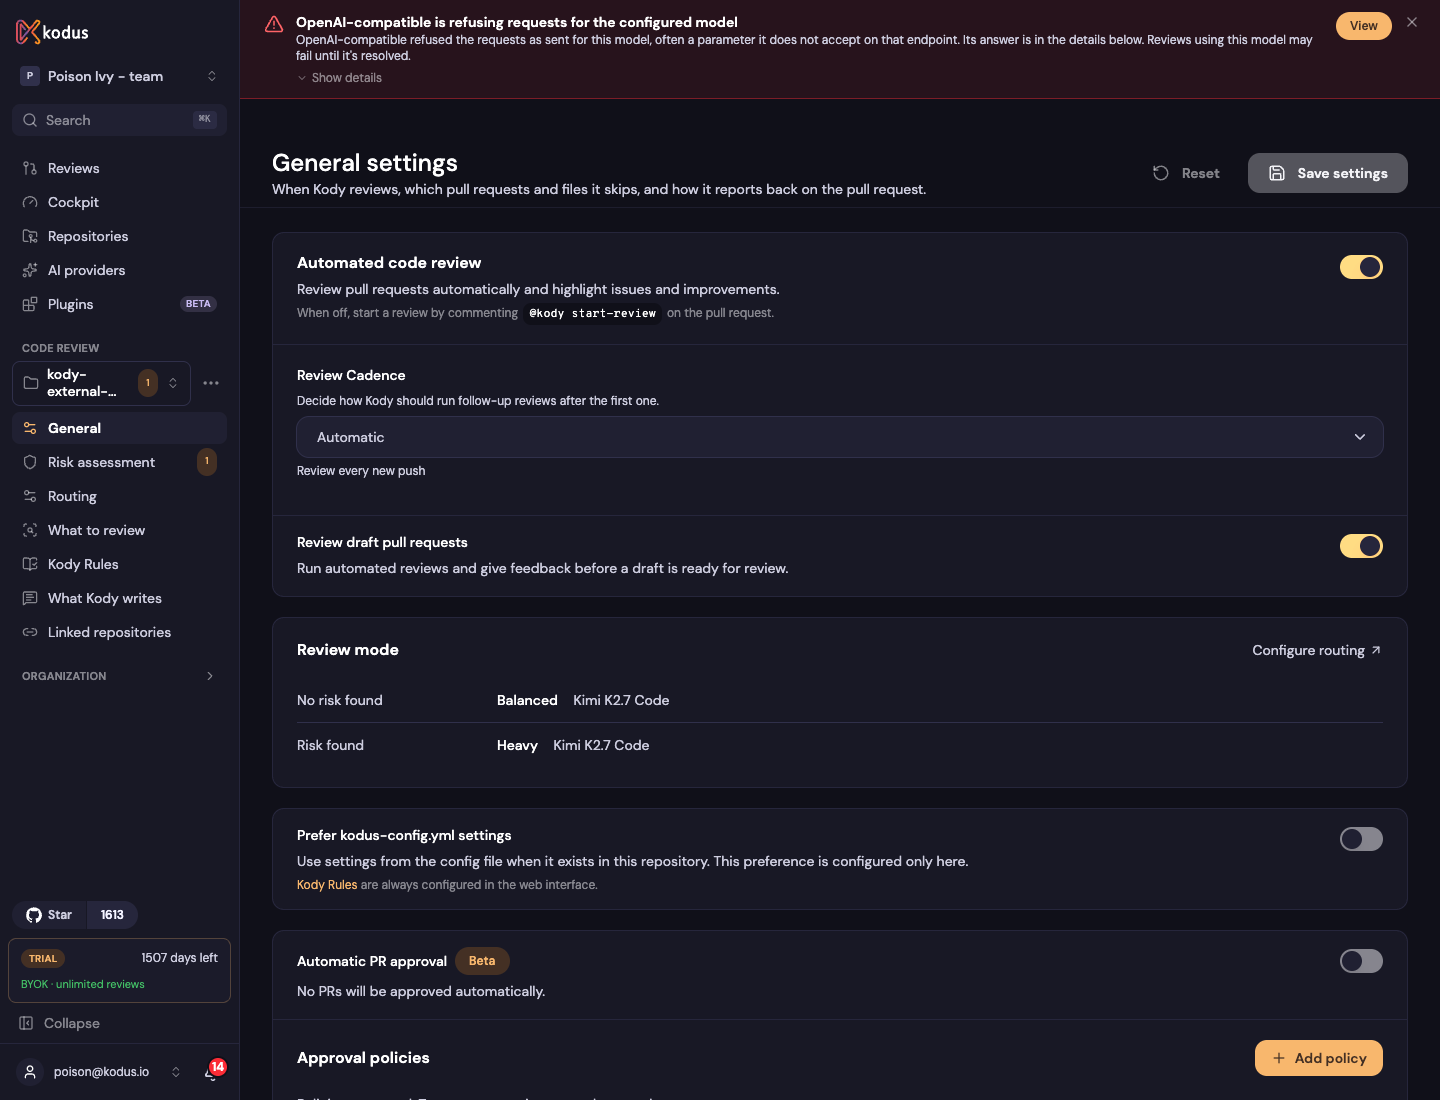 kodus
P Poison Ivy - team
Search ⌘K
Reviews
Cockpit
Repositories
AI providers
Plugins BETA
CODE REVIEW
kody-
external-... 1
General
Risk assessment 1
Routing
What to review
Kody Rules
What Kody writes
Linked repositories
ORGANIZATION
Star 1613
TRIAL 1507 days left
BYOK · unlimited reviews
Collapse
poison@kodus.io 14
OpenAI-compatible is refusing requests for the configured model
OpenAI-compatible refused the requests as sent for this model, often a parameter it does not accept on that endpoint. Its answer is in the details below. Reviews using this model may
fail until it's resolved.
Show details
View
General settings
When Kody reviews, which pull requests and files it skips, and how it reports back on the pull request.
Reset
Save settings
Automated code review
Review pull requests automatically and highlight issues and improvements.
When off, start a review by commenting @kody start-review on the pull request.
Review Cadence
Decide how Kody should run follow-up reviews after the first one.
Automatic
Review every new push
Review draft pull requests
Run automated reviews and give feedback before a draft is ready for review.
Review mode
Configure routing
No risk found Balanced Kimi K2.7 Code
Risk found Heavy Kimi K2.7 Code
Prefer kodus-config.yml settings
Use settings from the config file when it exists in this repository. This preference is configured only here.
Kody Rules are always configured in the web interface.
Automatic PR approval Beta
No PRs will be approved automatically.
Approval policies
Add policy